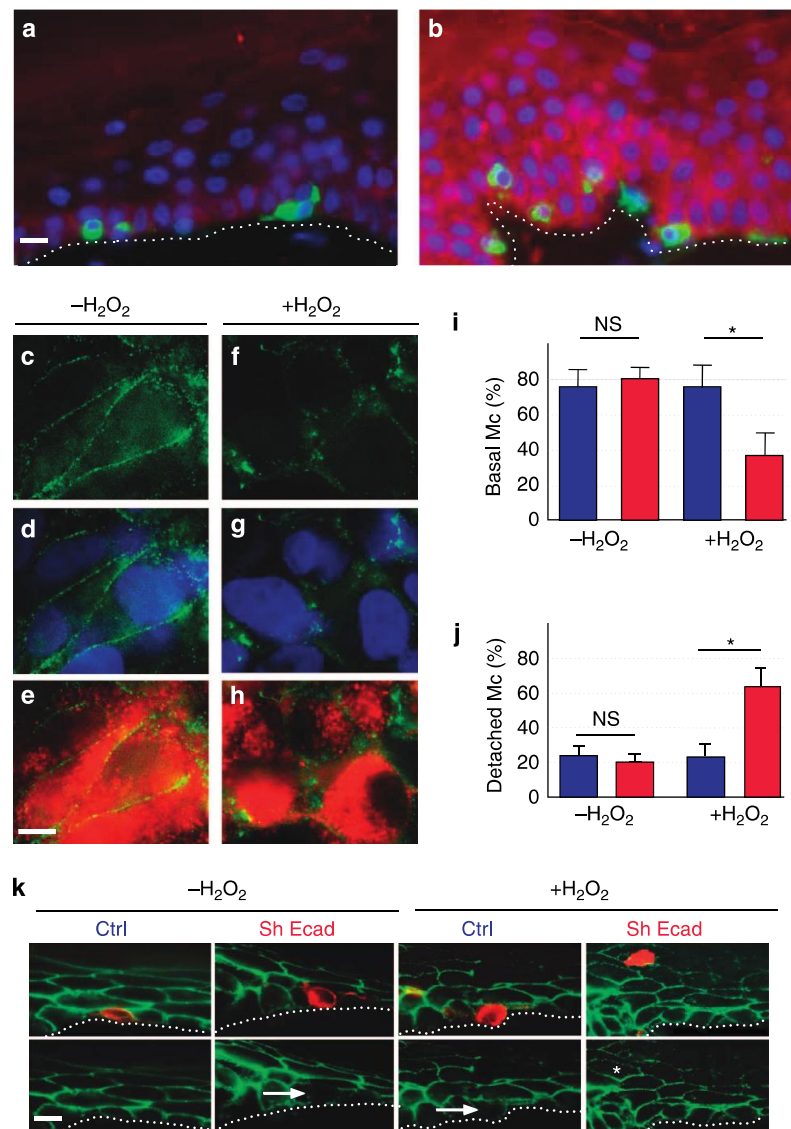 a
b
–H2O2
+H2O2
c
f
d
g
e
h
i
NS
*
Basal Mc (%)
80
60
40
20
0
–H2O2
+H2O2
j
*
NS
Detached Mc (%)
80
60
40
20
0
–H2O2
+H2O2
k
–H2O2
+H2O2
Ctrl
Sh Ecad
Ctrl
Sh Ecad
*